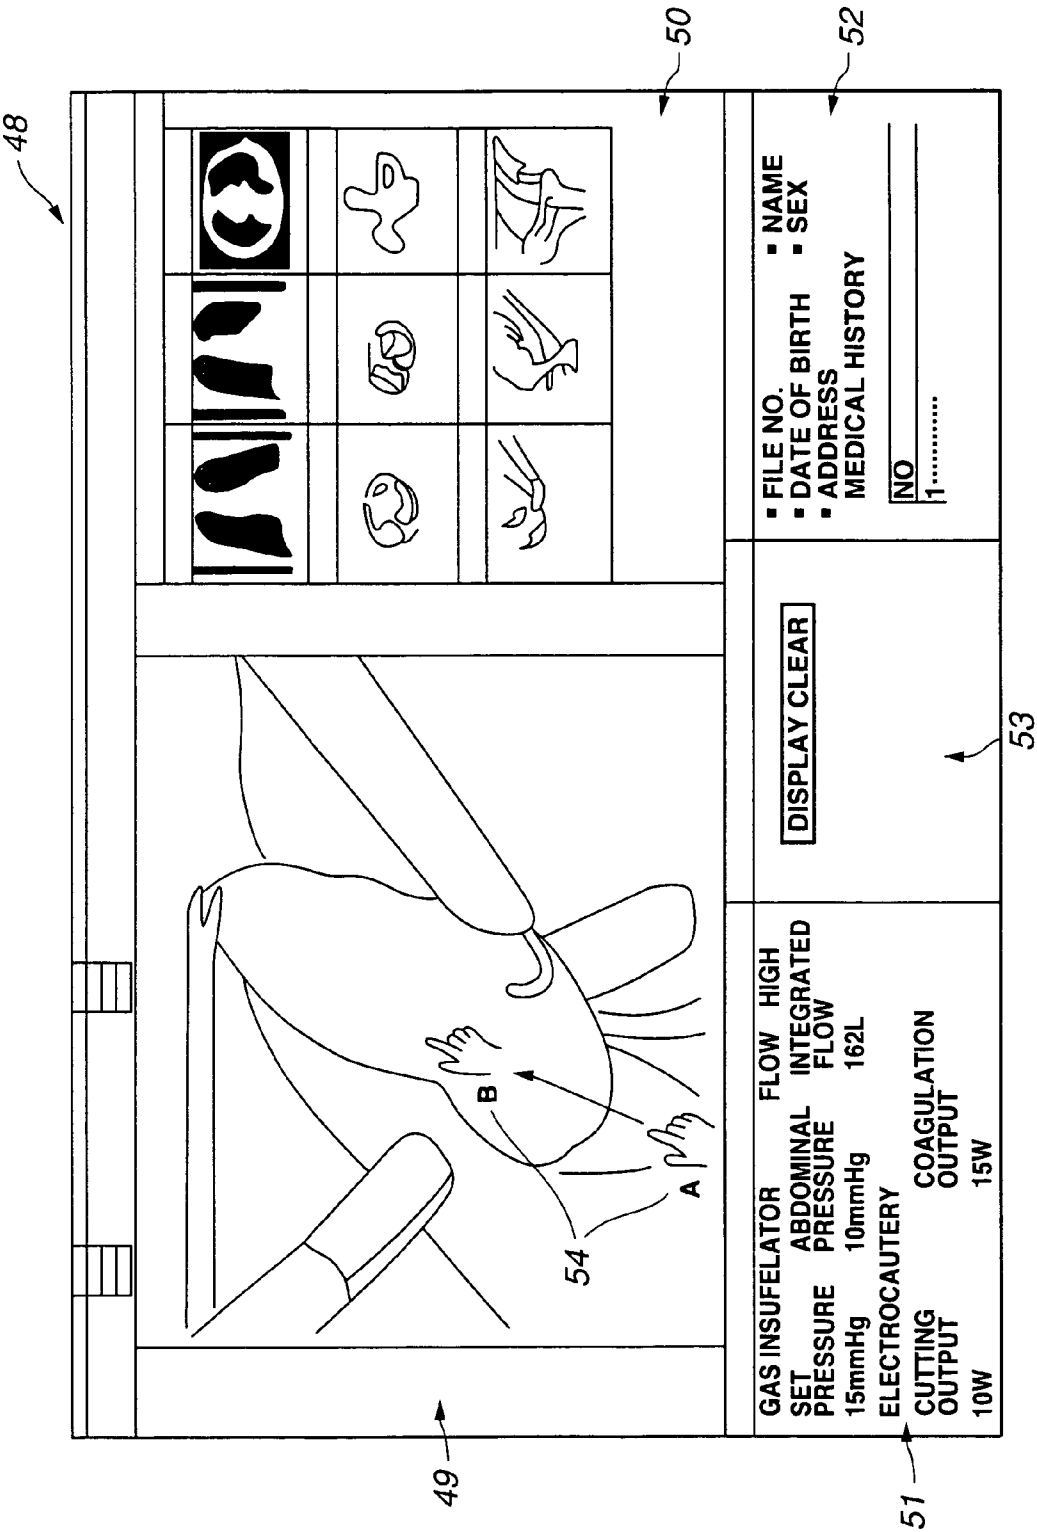 48
49
50
B
A
54
GAS INSUFELATOR FLOW HIGH
SET ABDOMINAL INTEGRATED
PRESSURE PRESSURE FLOW
15mmHg 10mmHg 162L
ELECTROCAUTERY
CUTTING COAGULATION
OUTPUT OUTPUT
10W 15W
51
DISPLAY CLEAR
53
▪ FILE NO. ▪ NAME
▪ DATE OF BIRTH ▪ SEX
▪ ADDRESS
MEDICAL HISTORY
NO
1..........
52